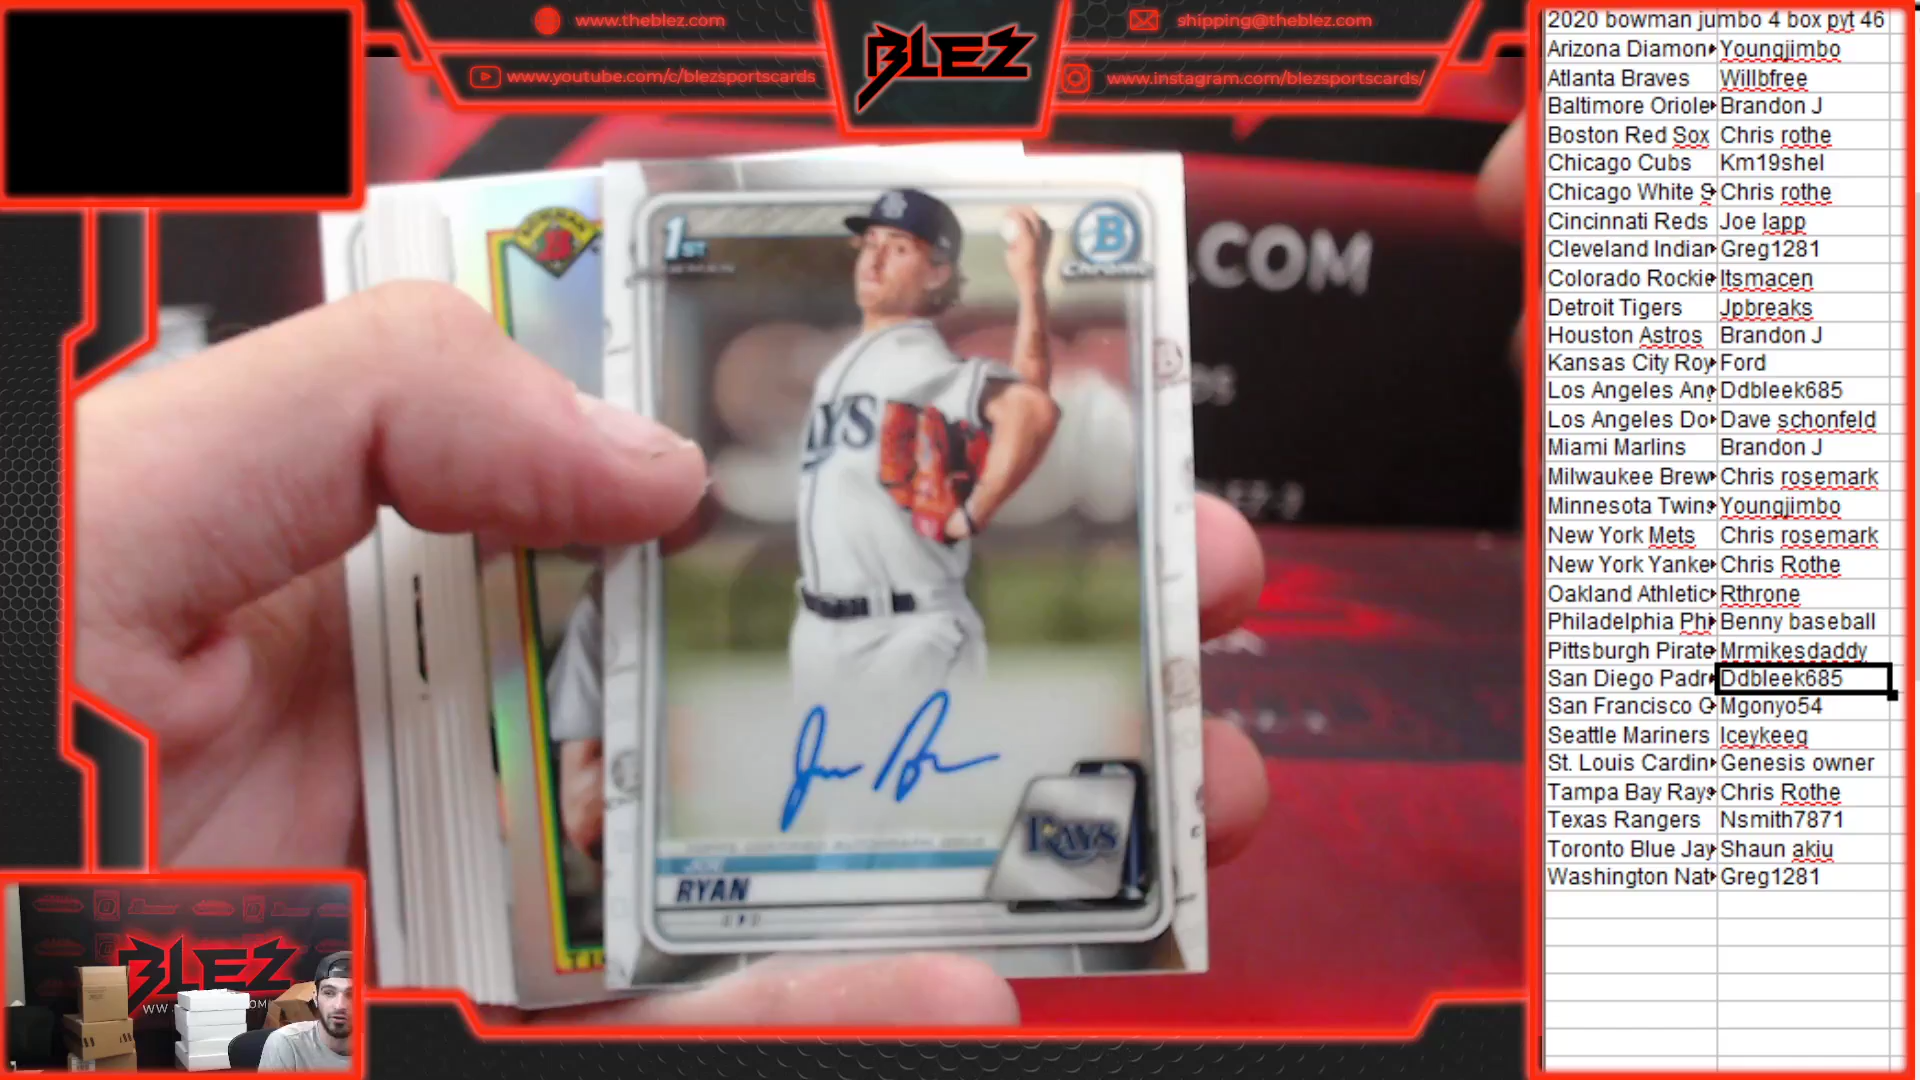 www.theblez.com
www.youtube.com/c/blezsportscards
BLEZ
shipping@theblez.com
www.instagram.com/blezsportscards/
.COM
1ST
B
CHROME
RAYS
RYAN
RAYS
BLEZ
2020 bowman jumbo 4 box pyt 46
Arizona Diamon Youngjimbo
Atlanta Braves Willbfree
Baltimore Oriole Brandon J
Boston Red Sox Chris rothe
Chicago Cubs Km19shel
Chicago White S Chris rothe
Cincinnati Reds Joe lapp
Cleveland Indian Greg1281
Colorado Rockie Itsmacen
Detroit Tigers Jpbreaks
Houston Astros Brandon J
Kansas City Roy Ford
Los Angeles Ang Ddbleek685
Los Angeles Do Dave schonfeld
Miami Marlins Brandon J
Milwaukee Brew Chris rosemark
Minnesota Twins Youngjimbo
New York Mets Chris rosemark
New York Yanke Chris Rothe
Oakland Athletic Rthrone
Philadelphia Phi Benny baseball
Pittsburgh Pirate Mrmikesdaddy
San Diego Padr Ddbleek685
San Francisco G Mgonyo54
Seattle Mariners Iceykeeg
St. Louis Cardin Genesis owner
Tampa Bay Rays Chris Rothe
Texas Rangers Nsmith7871
Toronto Blue Jay Shaun akiu
Washington Nat Greg1281